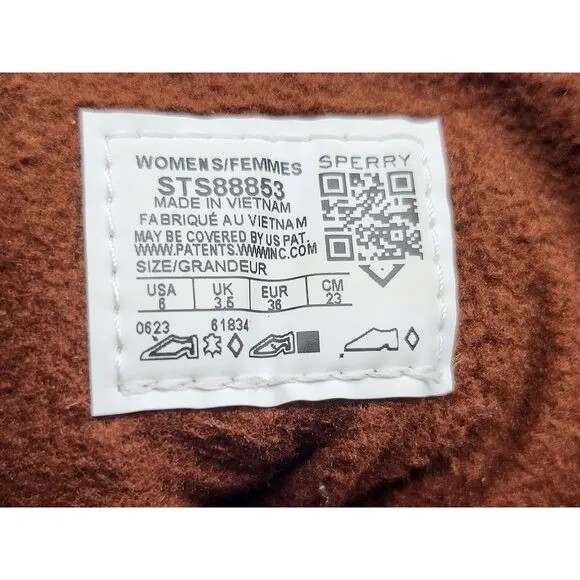 WOMENS/FEMMES SPERRY
STS88853
MADE IN VIETNAM
FABRIQUÉ AU VIETNAM
MAY BE COVERED BY US PAT.
WWW.PATENTS.WWWINC.COM
SIZE/GRANDEUR
USA UK EUR CM
6 3.5 36 23
0623 61834